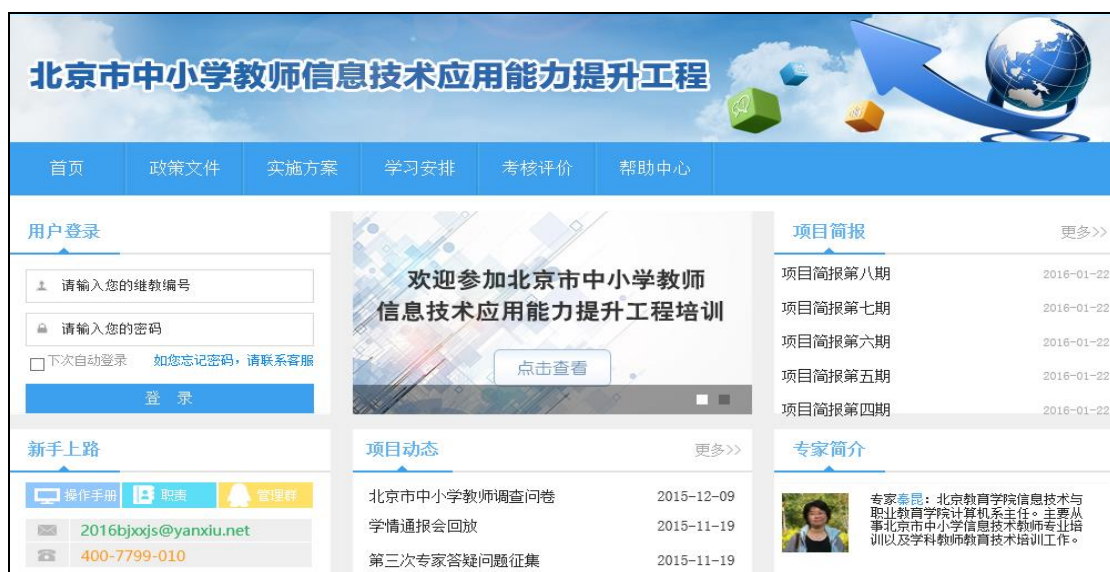 北京市中小学教师信息技术应用能力提升工程
首页 政策文件 实施方案 学习安排 考核评价 帮助中心
用户登录
请输入您的继教编号
请输入您的密码
下次自动登录 如您忘记密码，请联系客服
登 录
欢迎参加北京市中小学教师
信息技术应用能力提升工程培训
点击查看
项目简报 更多>>
项目简报第八期 2016-01-22
项目简报第七期 2016-01-22
项目简报第六期 2016-01-22
项目简报第五期 2016-01-22
项目简报第四期 2016-01-22
新手上路
操作手册 职责 管理群
2016bjxxjs@yanxiu.net
400-7799-010
项目动态 更多>>
北京市中小学教师调查问卷 2015-12-09
学情通报会回放 2015-11-19
第三次专家答疑问题征集 2015-11-19
专家简介
专家秦昆：北京教育学院信息技术与
职业教育学院计算机系主任。主要从
事北京市中小学信息技术教师专业培
训以及学科教师教育技术培训工作。